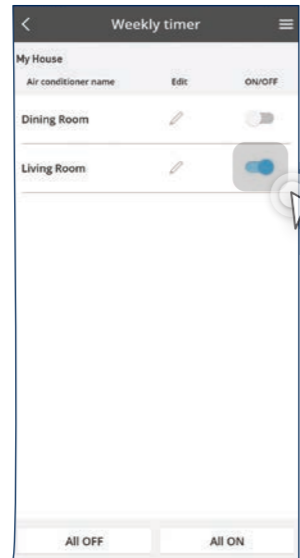 Weekly timer
My House
Air conditioner name Edit ON/OFF
Dining Room
Living Room
All OFF All ON